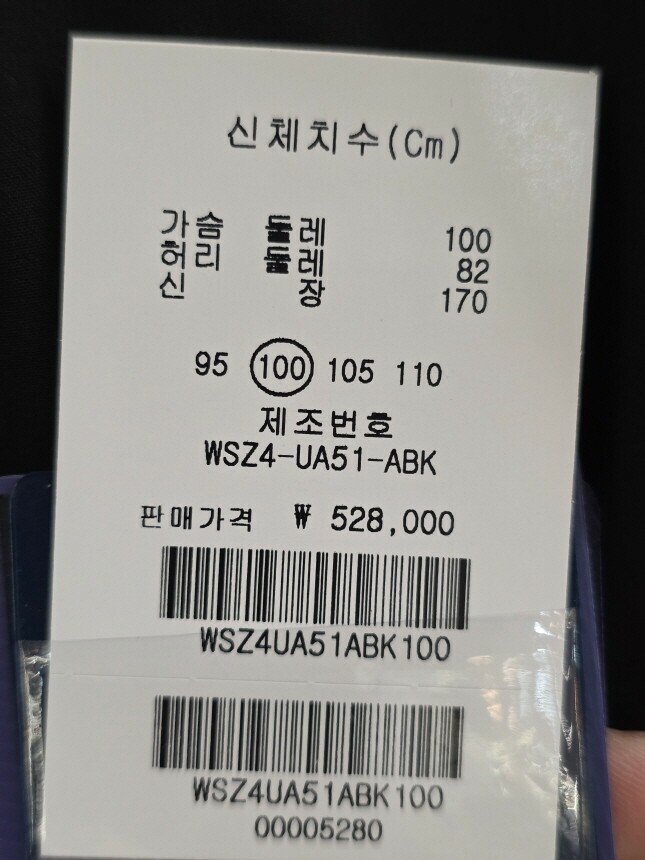 신체치수(Cm)
가슴 둘레 100
허리 둘레 82
신 장 170
95 100 105 110
제조번호
WSZ4-UA51-ABK
판매가격 ₩ 528,000
WSZ4UA51ABK100
WSZ4UA51ABK100
00005280